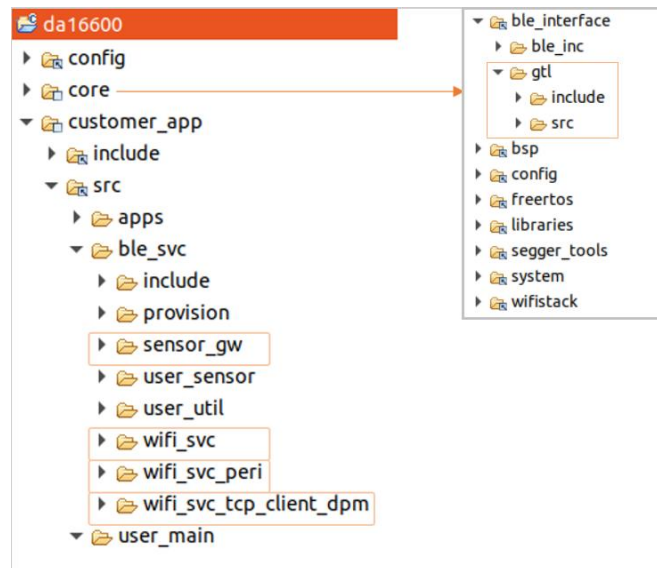 da16600
config
core
customer_app
include
src
apps
ble_svc
include
provision
sensor_gw
user_sensor
user_util
wifi_svc
wifi_svc_peri
wifi_svc_tcp_client_dpm
user_main
ble_interface
ble_inc
gtl
include
src
bsp
config
freertos
libraries
segger_tools
system
wifistack